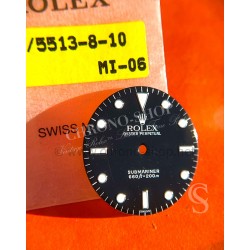 ROLEX
/5513-8-10
MI-06
SWISS
ROLEX
OYSTER PERPETUAL
SUBMARINER
660ft=200m